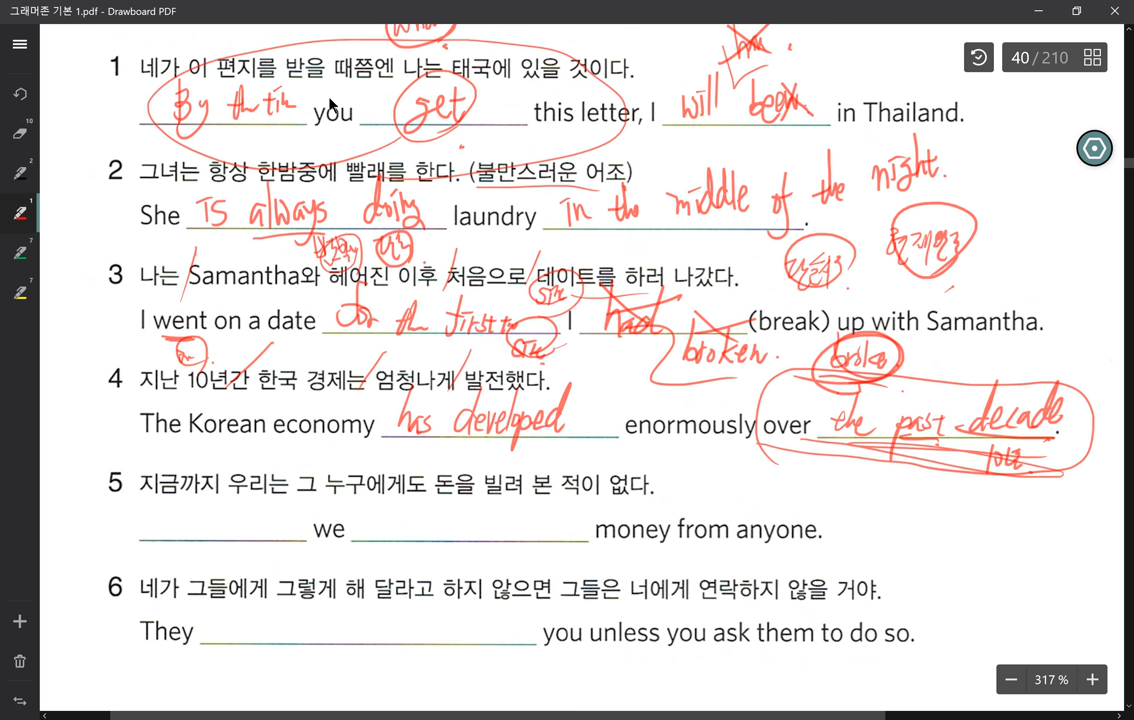 그래머존 기본 1.pdf - Drawboard PDF
40 / 210
1 네가 이 편지를 받을 때쯤엔 나는 태국에 있을 것이다.
By the tim you get this letter, I will be in Thailand.
2 그녀는 항상 한밤중에 빨래를 한다. (불만스러운 어조)
She is always doing laundry in the middle of the night.
3 나는 Samantha와 헤어진 이후 처음으로 데이트를 하러 나갔다.
I went on a date for the first I had broken. (break) up with Samantha.
broke
4 지난 10년간 한국 경제는 엄청나게 발전했다.
The Korean economy has developed enormously over the past decade.
5 지금까지 우리는 그 누구에게도 돈을 빌려 본 적이 없다.
we money from anyone.
6 네가 그들에게 그렇게 해 달라고 하지 않으면 그들은 너에게 연락하지 않을 거야.
They you unless you ask them to do so.
10
2
1
7
7
317 %